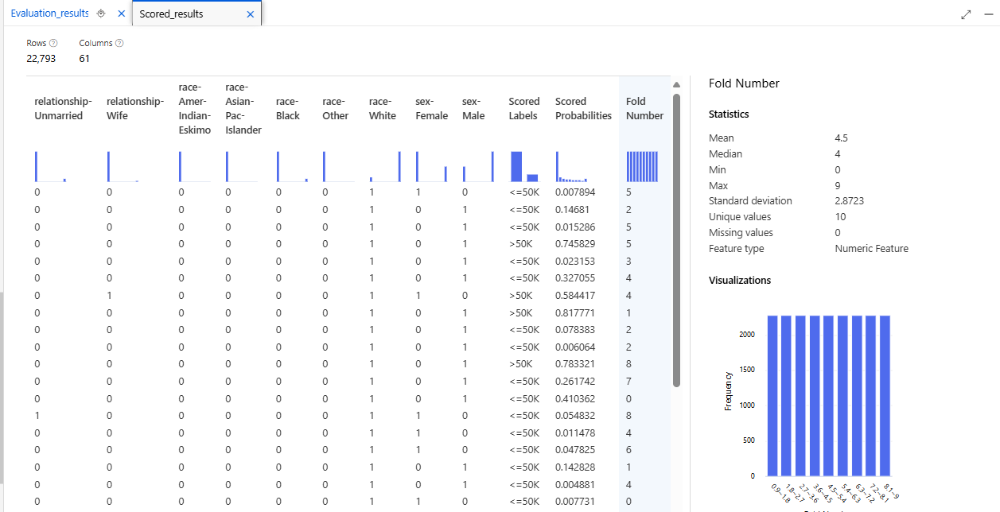 Evaluation_results
Scored_results
Rows Columns
22,793 61
relationship-Unmarried relationship-Wife race-Amer-Indian-Eskimo race-Asian-Pac-Islander race-Black race-Other race-White sex-Female sex-Male Scored Labels Scored Probabilities Fold Number
0 0 0 0 0 0 1 1 0 <=50K 0.007894 5
0 0 0 0 0 0 1 0 1 <=50K 0.14681 2
0 0 0 0 0 0 1 0 1 <=50K 0.015286 5
0 0 0 0 0 0 1 0 1 >50K 0.745829 5
0 0 0 0 0 0 1 0 1 <=50K 0.023153 3
0 0 0 0 0 0 1 0 1 <=50K 0.327055 4
0 1 0 0 0 0 1 1 0 >50K 0.584417 4
0 0 0 0 0 0 1 0 1 >50K 0.817771 1
0 0 0 0 0 0 1 0 1 <=50K 0.078383 2
0 0 0 0 0 0 1 0 1 <=50K 0.006064 2
0 0 0 0 0 0 1 0 1 >50K 0.783321 8
0 0 0 0 0 0 1 0 1 <=50K 0.261742 7
0 0 0 0 0 0 1 0 1 <=50K 0.410362 0
1 0 0 0 0 0 1 1 0 <=50K 0.054832 8
0 0 0 0 0 0 1 1 0 <=50K 0.011478 4
0 0 0 0 0 0 1 1 0 <=50K 0.047825 6
0 0 0 0 0 0 1 0 1 <=50K 0.142828 1
0 0 0 0 0 0 1 0 1 <=50K 0.004881 4
0 0 0 0 0 0 1 1 0 <=50K 0.007731 0
Fold Number
Statistics
Mean 4.5
Median 4
Min 0
Max 9
Standard deviation 2.8723
Unique values 10
Missing values 0
Feature type Numeric Feature
Visualizations
Frequency
2000
1500
1000
500
0
0.9~1.8 1.8~2.7 2.7~3.6 3.6~4.5 4.5~5.4 5.4~6.3 6.3~7.2 7.2~8.1 8.1~9